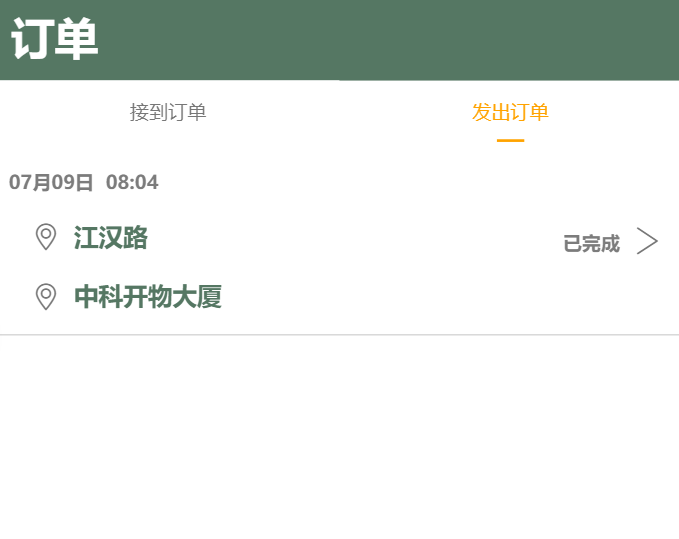 订单
接到订单 发出订单
07月09日 08:04
江汉路
已完成
中科开物大厦